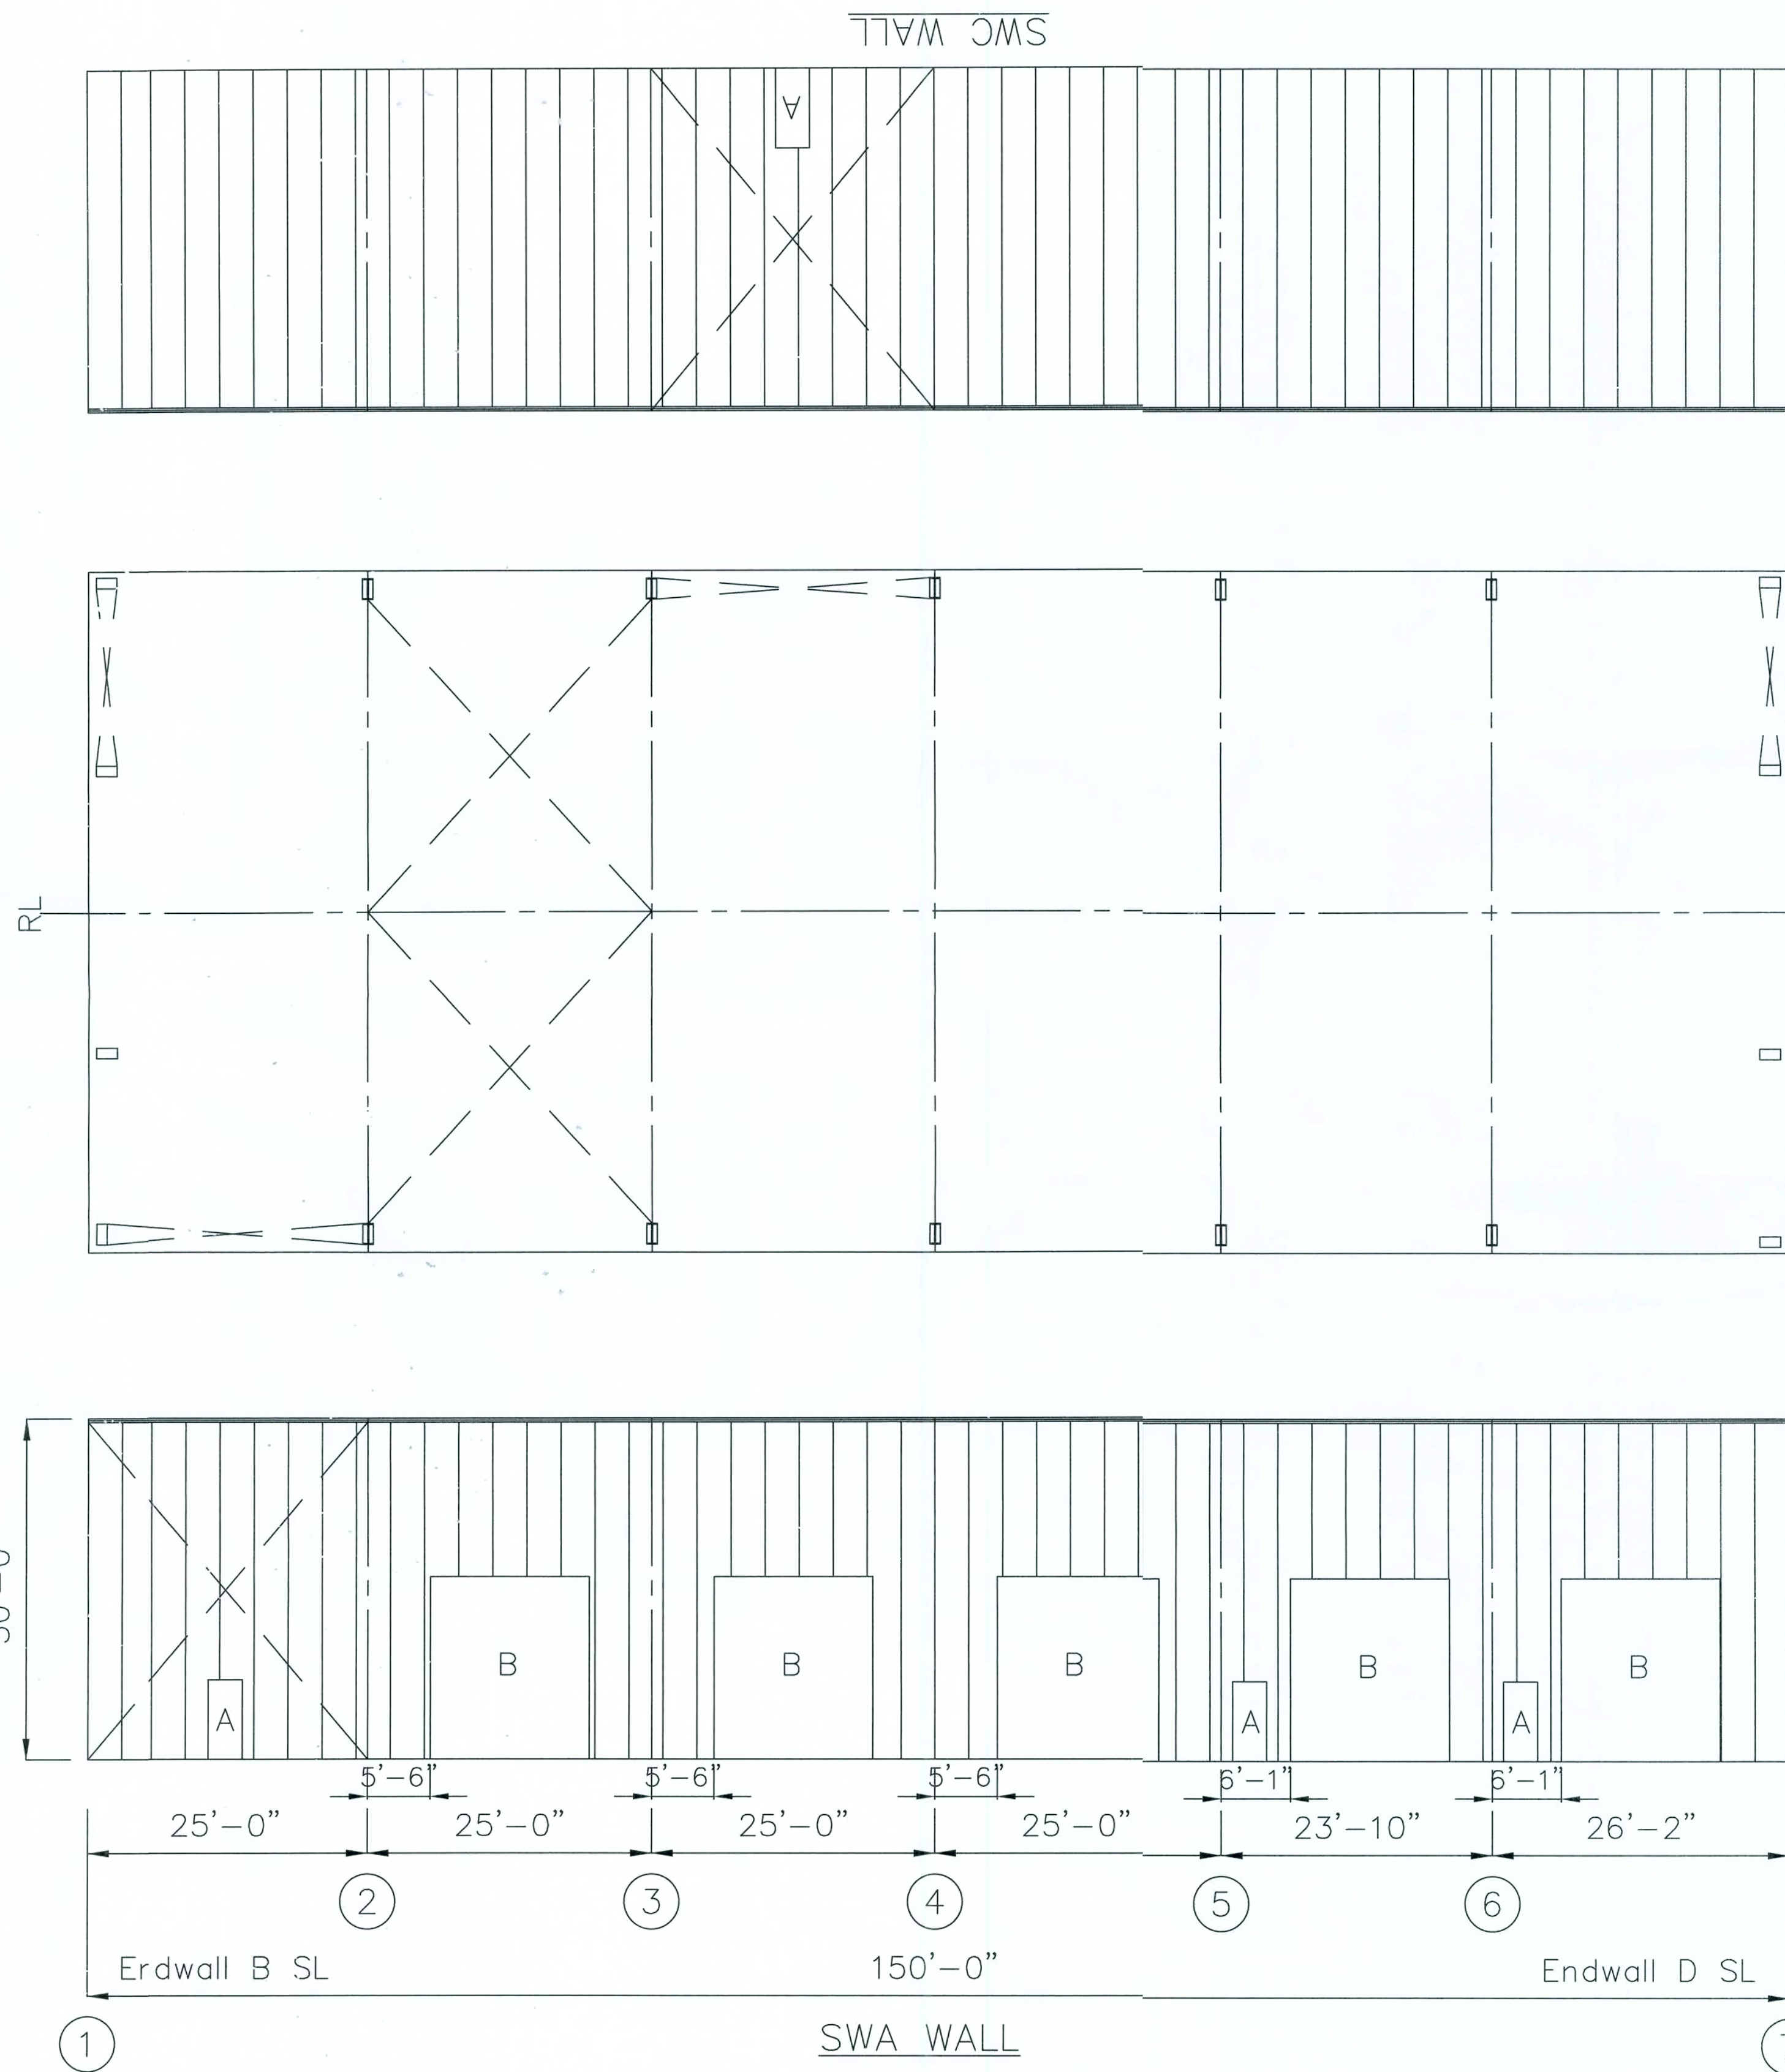 SWC WALL
A
RL
B
B
B
B
B
A
A
A
5'-6"
5'-6"
5'-6"
6'-1"
6'-1"
25'-0"
25'-0"
25'-0"
25'-0"
23'-10"
26'-2"
2
3
4
5
6
Erdwall B SL
150'-0"
Endwall D SL
1
SWA WALL